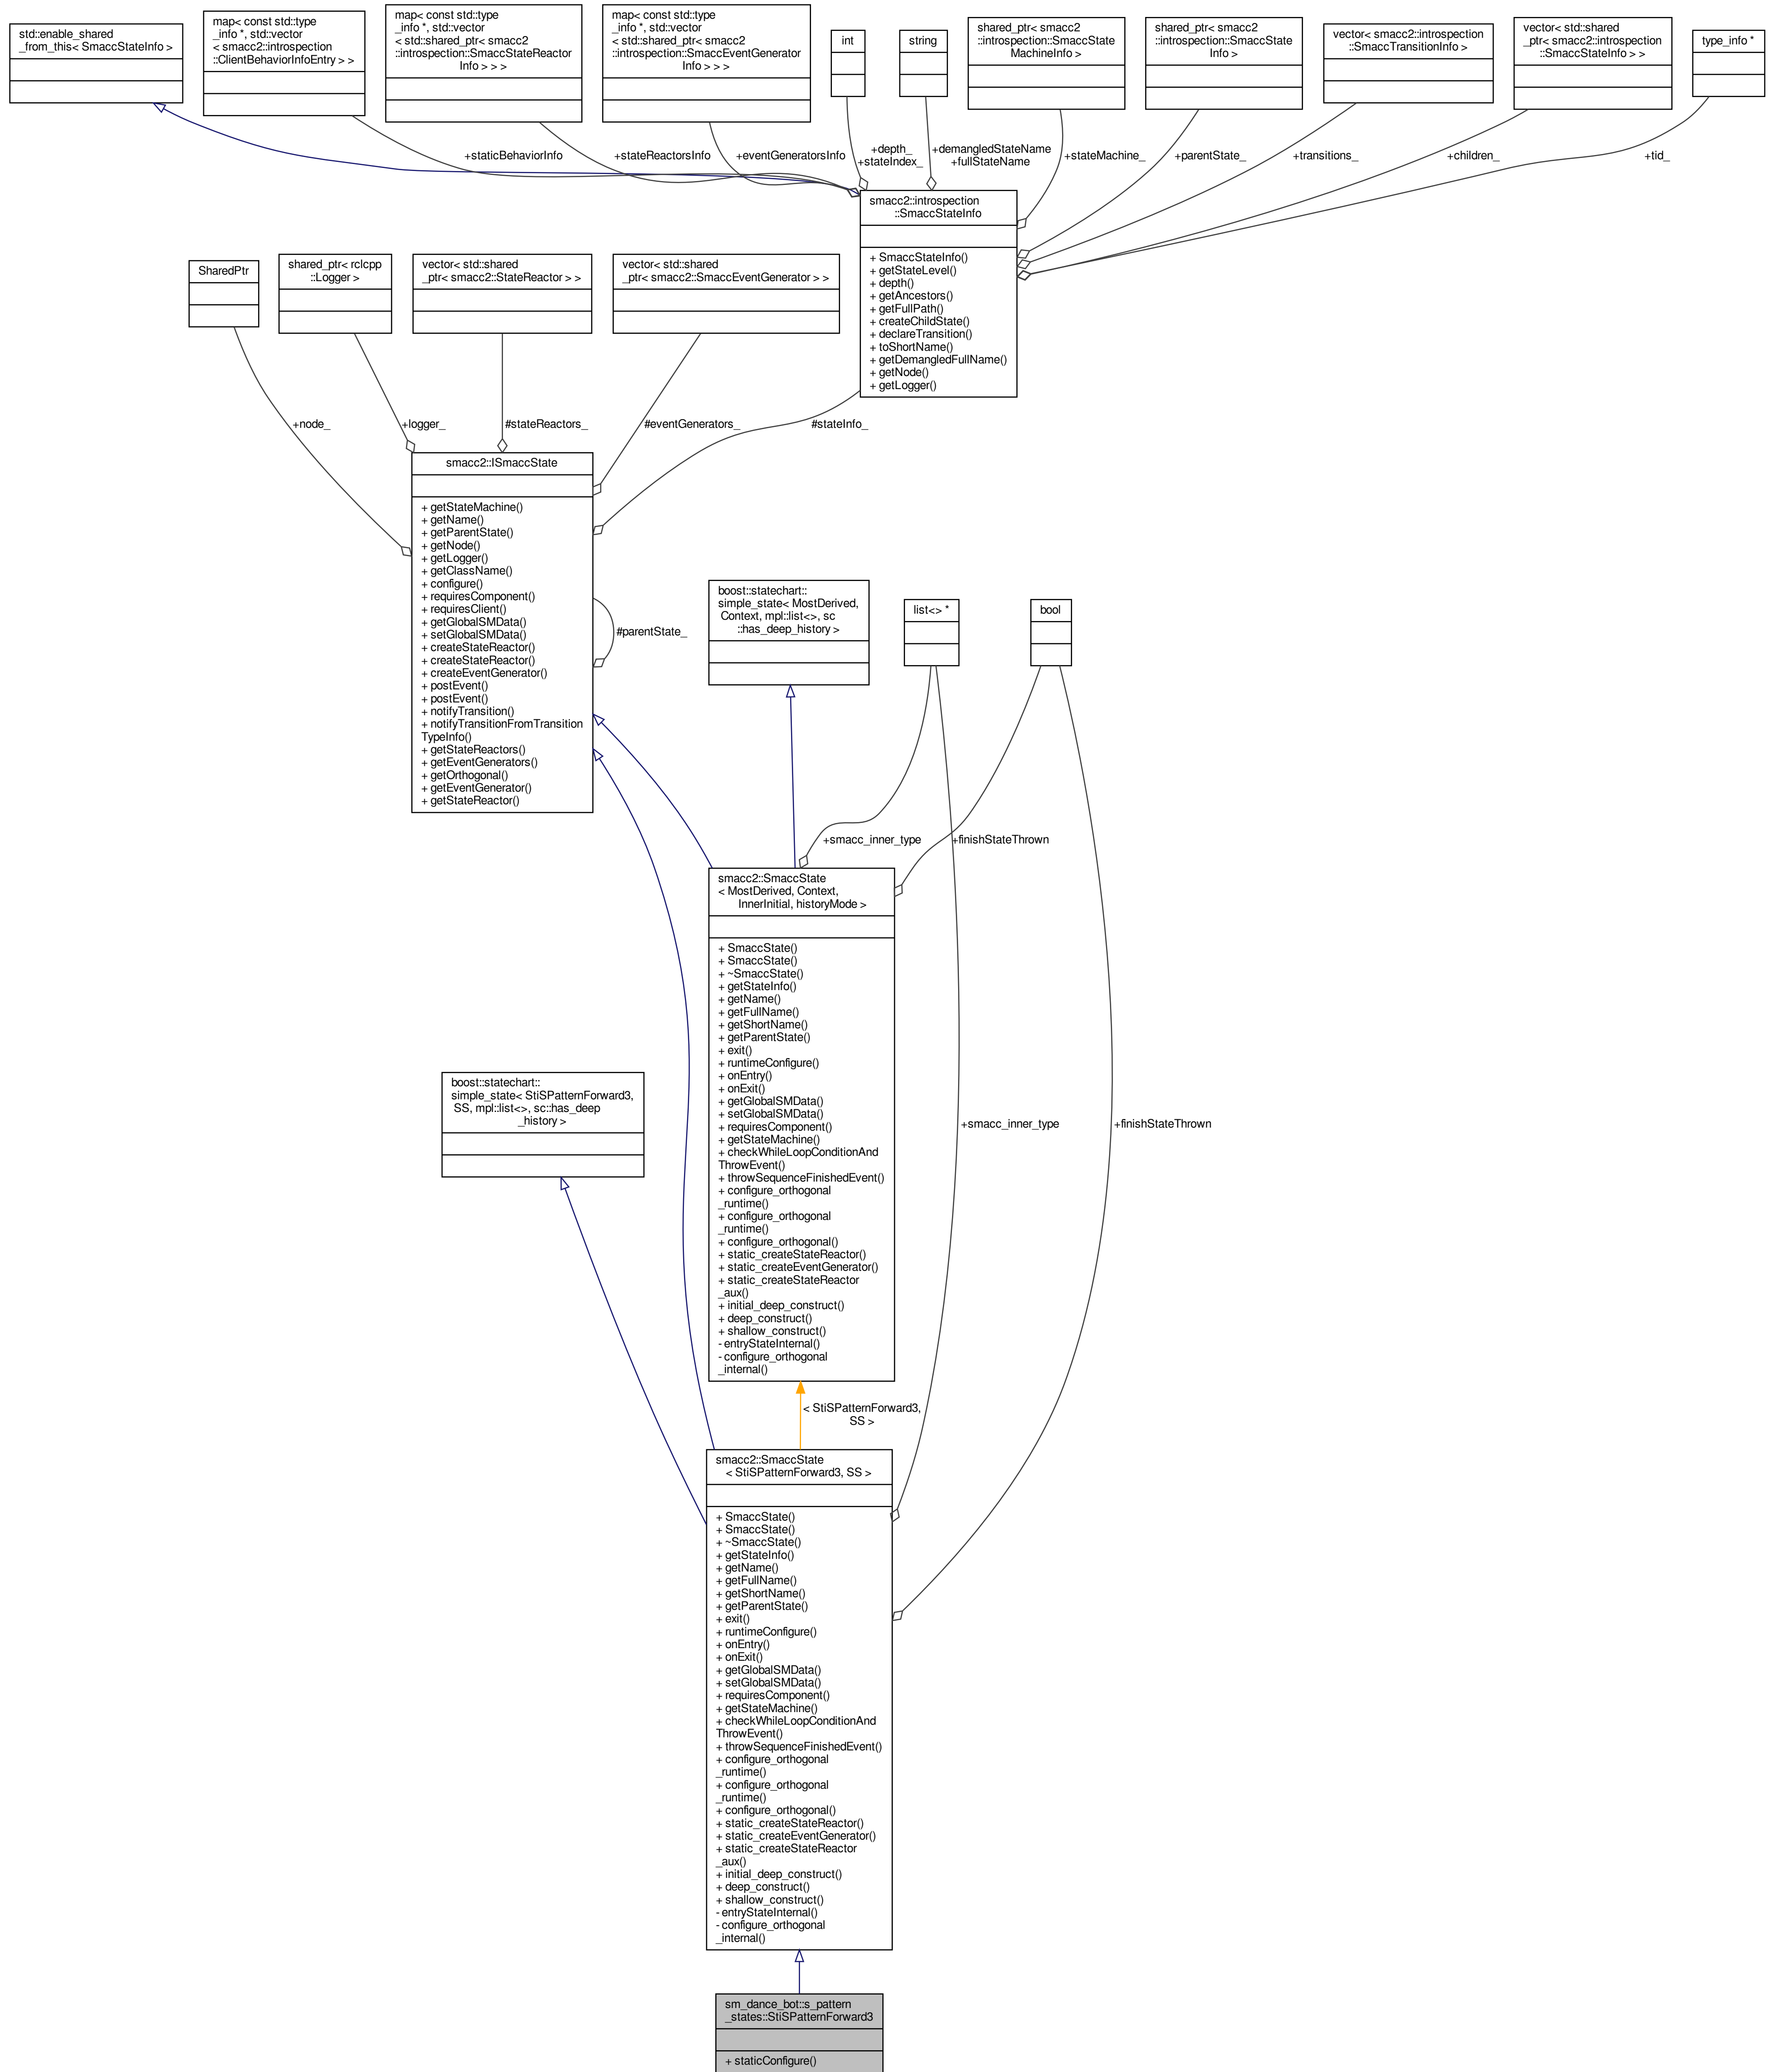 std::enable_shared
_from_this< SmaccStateInfo >
map< const std::type
_info *, std::vector
< smacc2::introspection
::ClientBehaviorInfoEntry > >
map< const std::type
_info *, std::vector
< std::shared_ptr< smacc2
::introspection::SmaccStateReactor
Info > > >
map< const std::type
_info *, std::vector
< std::shared_ptr< smacc2
::introspection::SmaccEventGenerator
Info > > >
int
string
shared_ptr< smacc2
::introspection::SmaccState
MachineInfo >
shared_ptr< smacc2
::introspection::SmaccState
Info >
vector< smacc2::introspection
::SmaccTransitionInfo >
vector< std::shared
_ptr< smacc2::introspection
::SmaccStateInfo > >
type_info *
+staticBehaviorInfo
+stateReactorsInfo
+eventGeneratorsInfo
+depth_
+stateIndex_
+demangledStateName
+fullStateName
+stateMachine_
+parentState_
+transitions_
+children_
+tid_
smacc2::introspection
::SmaccStateInfo
+ SmaccStateInfo()
+ getStateLevel()
+ depth()
+ getAncestors()
+ getFullPath()
+ createChildState()
+ declareTransition()
+ toShortName()
+ getDemangledFullName()
+ getNode()
+ getLogger()
SharedPtr
shared_ptr< rclcpp
::Logger >
vector< std::shared
_ptr< smacc2::StateReactor > >
vector< std::shared
_ptr< smacc2::SmaccEventGenerator > >
+node_
+logger_
#stateReactors_
#eventGenerators_
#stateInfo_
smacc2::ISmaccState
+ getStateMachine()
+ getName()
+ getParentState()
+ getNode()
+ getLogger()
+ getClassName()
+ configure()
+ requiresComponent()
+ requiresClient()
+ getGlobalSMData()
+ setGlobalSMData()
+ createStateReactor()
+ createStateReactor()
+ createEventGenerator()
+ postEvent()
+ postEvent()
+ notifyTransition()
+ notifyTransitionFromTransition
TypeInfo()
+ getStateReactors()
+ getEventGenerators()
+ getOrthogonal()
+ getEventGenerator()
+ getStateReactor()
#parentState_
boost::statechart::
simple_state< MostDerived,
Context, mpl::list<>, sc
::has_deep_history >
list<> *
bool
+smacc_inner_type
+finishStateThrown
smacc2::SmaccState
< MostDerived, Context,
InnerInitial, historyMode >
+ SmaccState()
+ SmaccState()
+ ~SmaccState()
+ getStateInfo()
+ getName()
+ getFullName()
+ getShortName()
+ getParentState()
+ exit()
+ runtimeConfigure()
+ onEntry()
+ onExit()
+ getGlobalSMData()
+ setGlobalSMData()
+ requiresComponent()
+ getStateMachine()
+ checkWhileLoopConditionAnd
ThrowEvent()
+ throwSequenceFinishedEvent()
+ configure_orthogonal
_runtime()
+ configure_orthogonal
_runtime()
+ configure_orthogonal()
+ static_createStateReactor()
+ static_createEventGenerator()
+ static_createStateReactor
_aux()
+ initial_deep_construct()
+ deep_construct()
+ shallow_construct()
- entryStateInternal()
- configure_orthogonal
_internal()
boost::statechart::
simple_state< StiSPatternForward3,
SS, mpl::list<>, sc::has_deep
_history >
+smacc_inner_type
+finishStateThrown
< StiSPatternForward3,
SS >
smacc2::SmaccState
< StiSPatternForward3, SS >
+ SmaccState()
+ SmaccState()
+ ~SmaccState()
+ getStateInfo()
+ getName()
+ getFullName()
+ getShortName()
+ getParentState()
+ exit()
+ runtimeConfigure()
+ onEntry()
+ onExit()
+ getGlobalSMData()
+ setGlobalSMData()
+ requiresComponent()
+ getStateMachine()
+ checkWhileLoopConditionAnd
ThrowEvent()
+ throwSequenceFinishedEvent()
+ configure_orthogonal
_runtime()
+ configure_orthogonal
_runtime()
+ configure_orthogonal()
+ static_createStateReactor()
+ static_createEventGenerator()
+ static_createStateReactor
_aux()
+ initial_deep_construct()
+ deep_construct()
+ shallow_construct()
- entryStateInternal()
- configure_orthogonal
_internal()
sm_dance_bot::s_pattern
_states::StiSPatternForward3
+ staticConfigure()